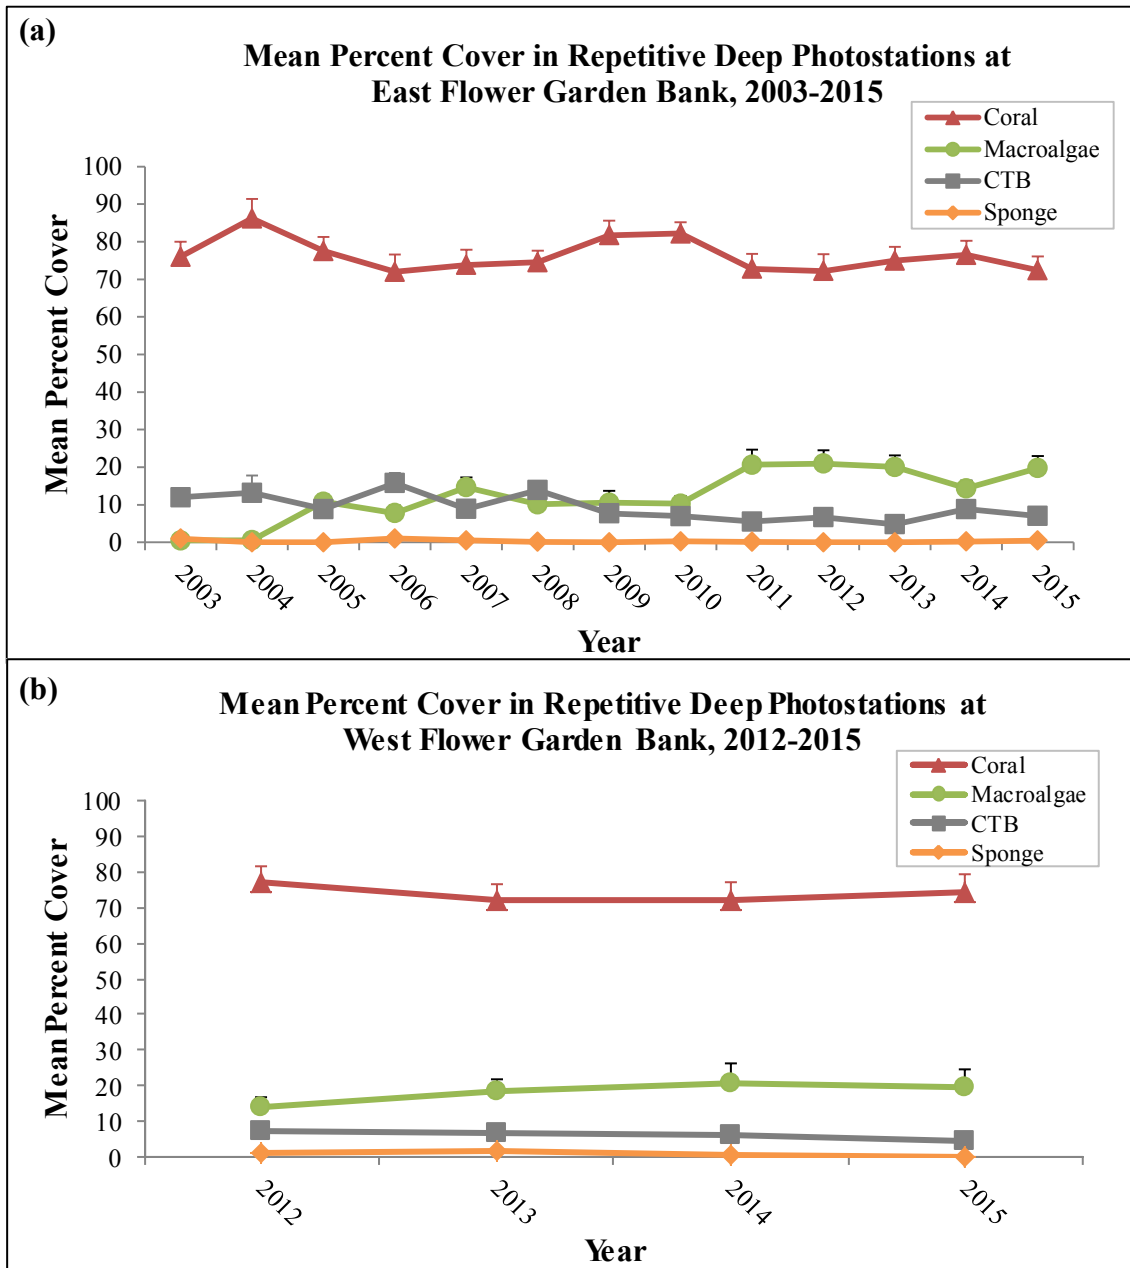 (a)
Mean Percent Cover in Repetitive Deep Photostations at
East Flower Garden Bank, 2003-2015
Coral
Macroalgae
CTB
Sponge
Mean Percent Cover
100
90
80
70
60
50
40
30
20
10
0
2003
2004
2005
2006
2007
2008
2009
2010
2011
2012
2013
2014
2015
Year
(b)
Mean Percent Cover in Repetitive Deep Photostations at
West Flower Garden Bank, 2012-2015
Coral
Macroalgae
CTB
Sponge
Mean Percent Cover
100
90
80
70
60
50
40
30
20
10
0
2012
2013
2014
2015
Year